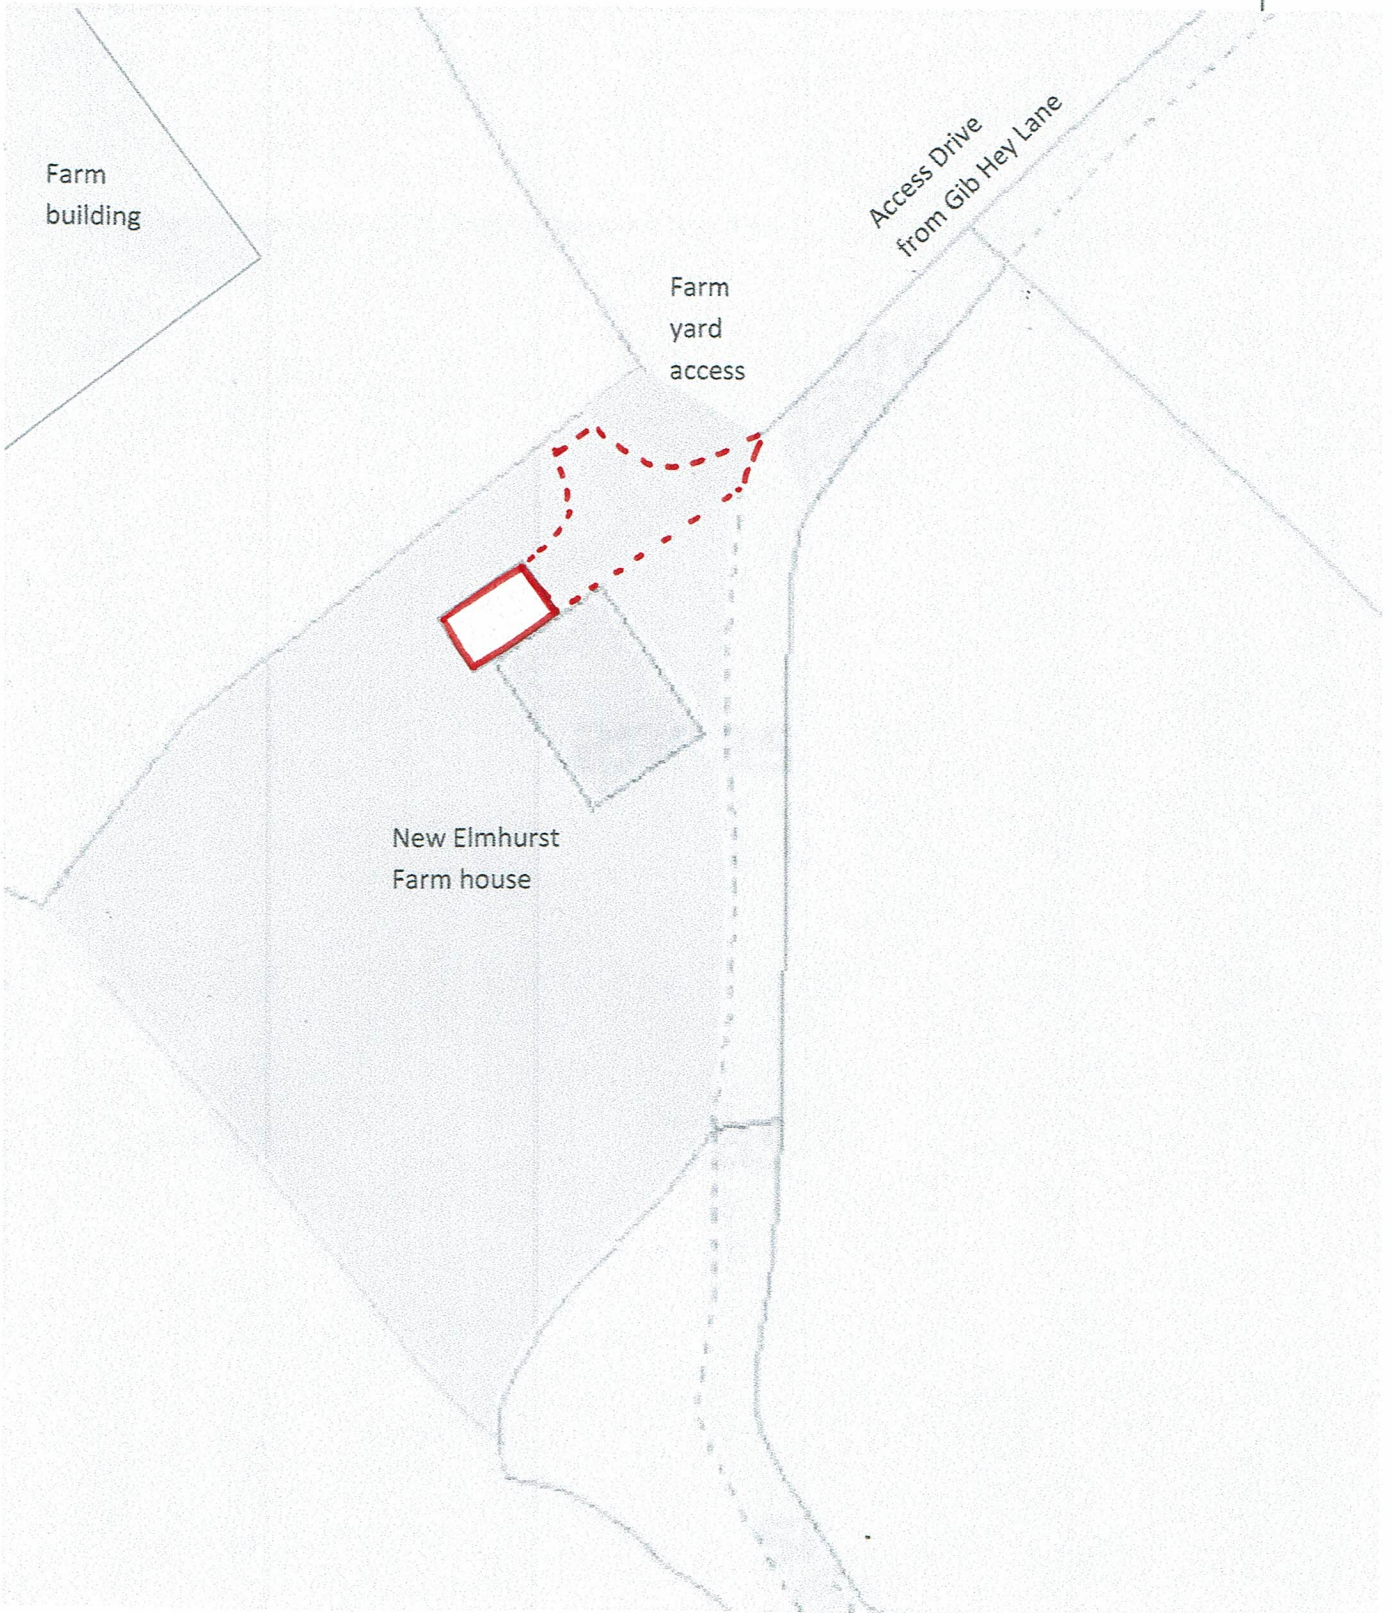 Farm
building
Access Drive
from Gib Hey Lane
Farm
yard
access
New Elmhurst
Farm house